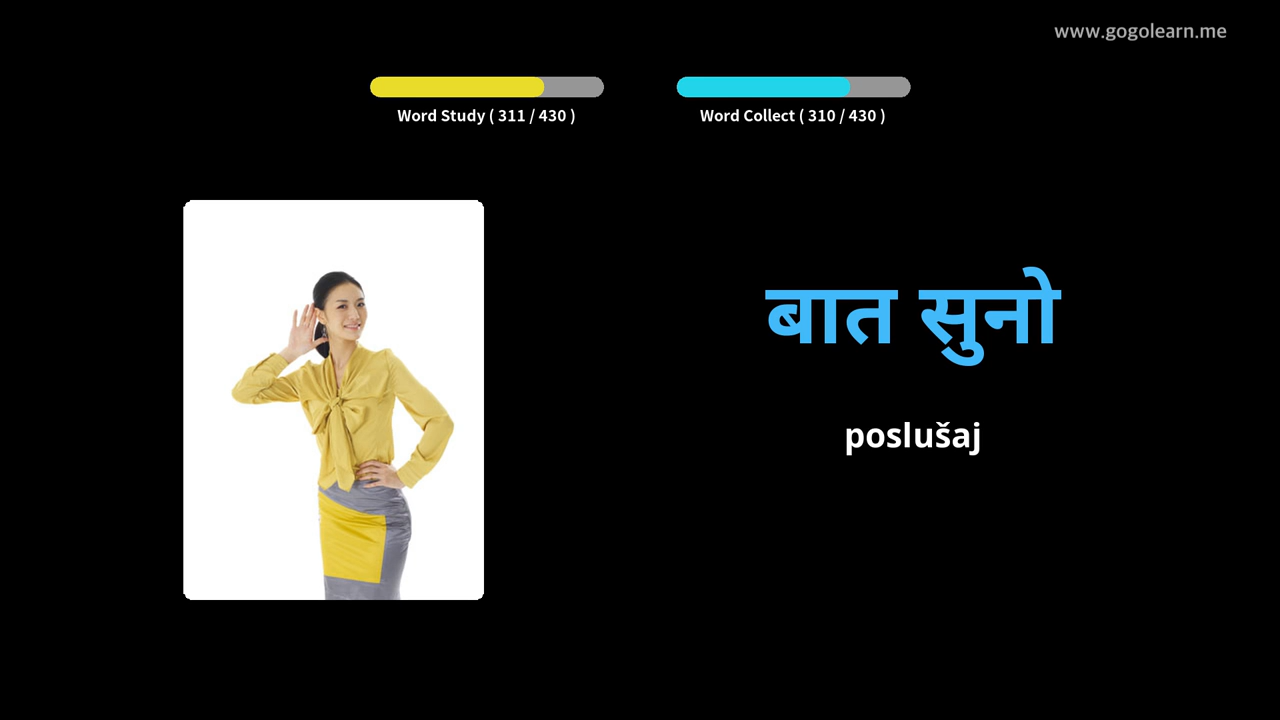 www.gogolearn.me
Word Study ( 311 / 430 )
Word Collect ( 310 / 430 )
बात सुनो
poslušaj